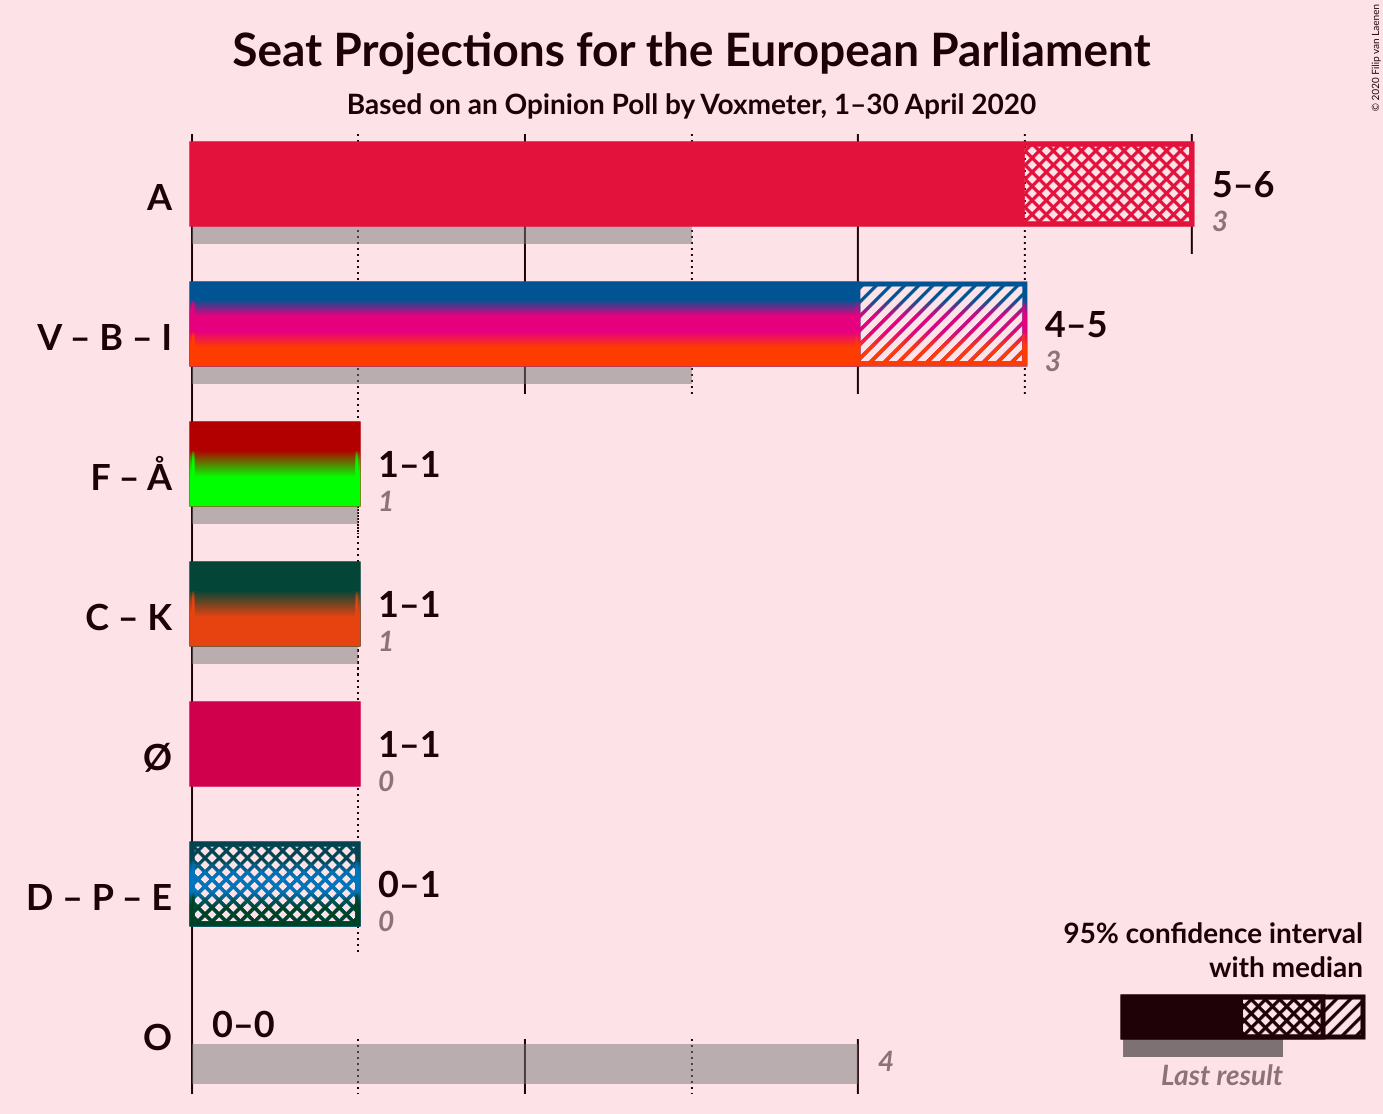 Seat Projections for the European Parliament
Based on an Opinion Poll by Voxmeter, 1–30 April 2020
© 2020 Filip van Laenen
A
5–6
3
V – B – I
4–5
3
F – Å
1–1
1
C – K
1–1
1
Ø
1–1
0
D – P – E
0–1
0
O
0–0
4
95% confidence interval
with median
Last result